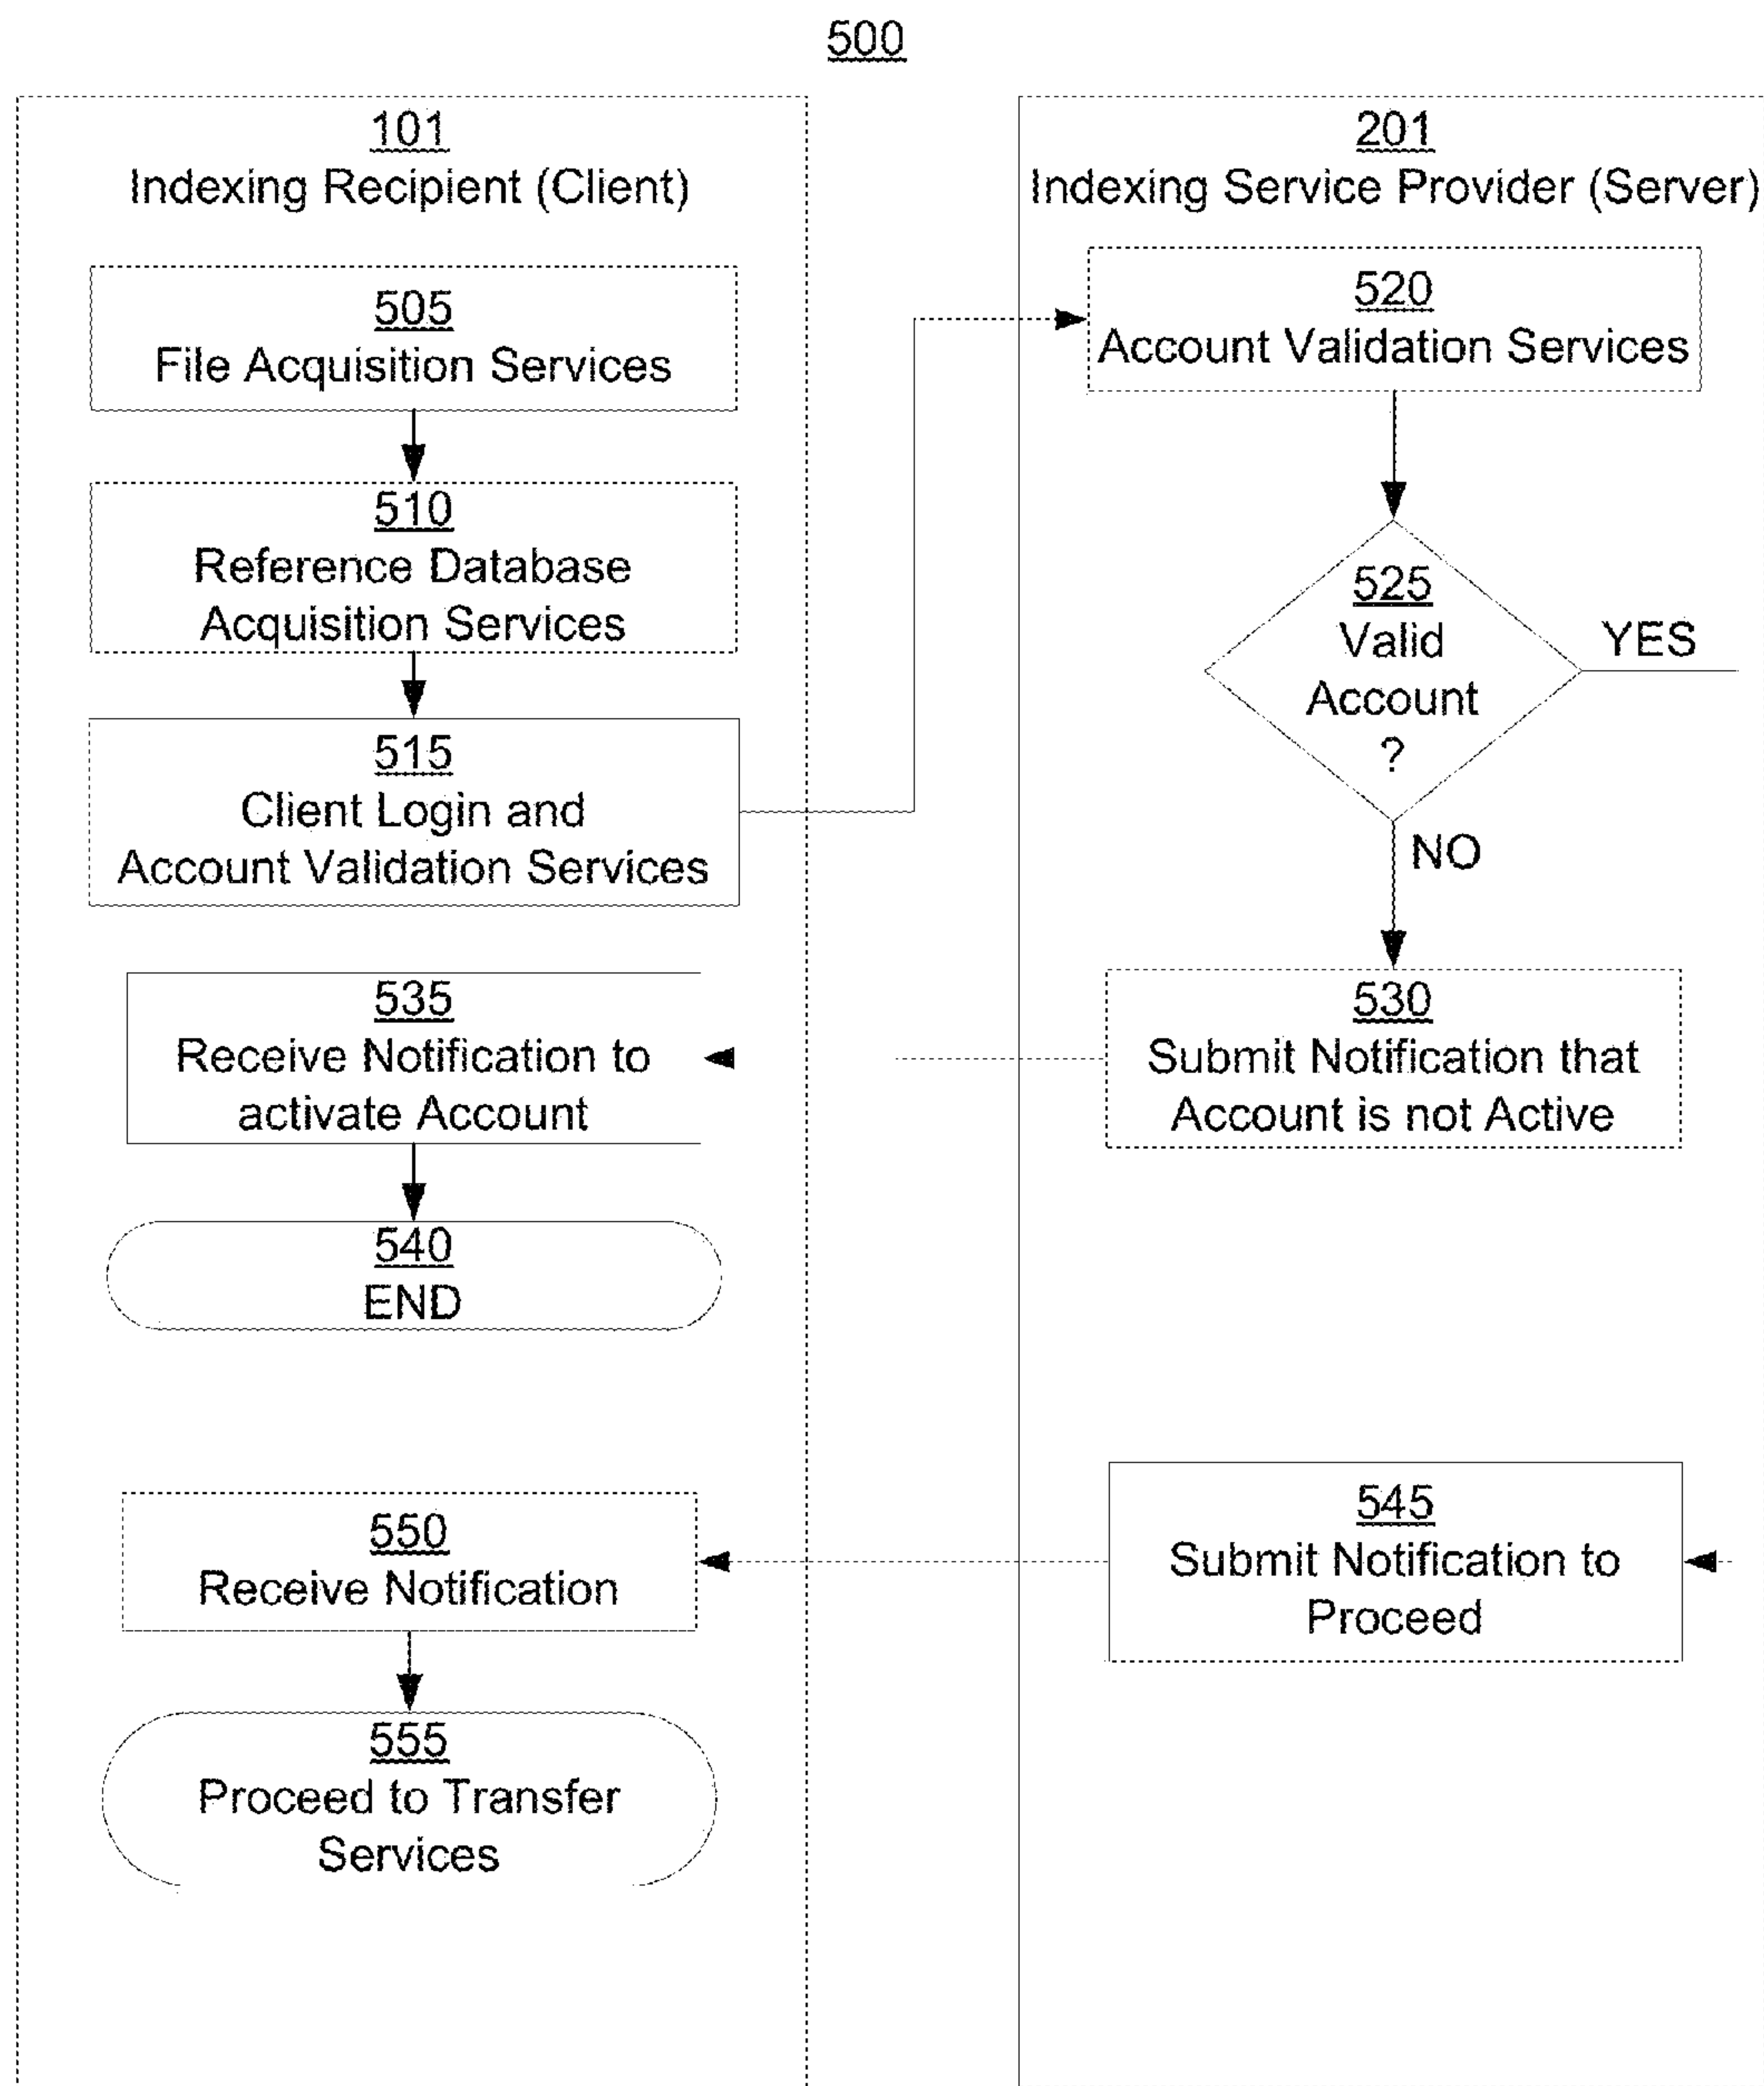 500
101
Indexing Recipient (Client)
505
File Acquisition Services
510
Reference Database
Acquisition Services
515
Client Login and
Account Validation Services
535
Receive Notification to
activate Account
540
END
550
Receive Notification
555
Proceed to Transfer
Services
201
Indexing Service Provider (Server)
520
Account Validation Services
525
Valid
Account
?
YES
NO
530
Submit Notification that
Account is not Active
545
Submit Notification to
Proceed